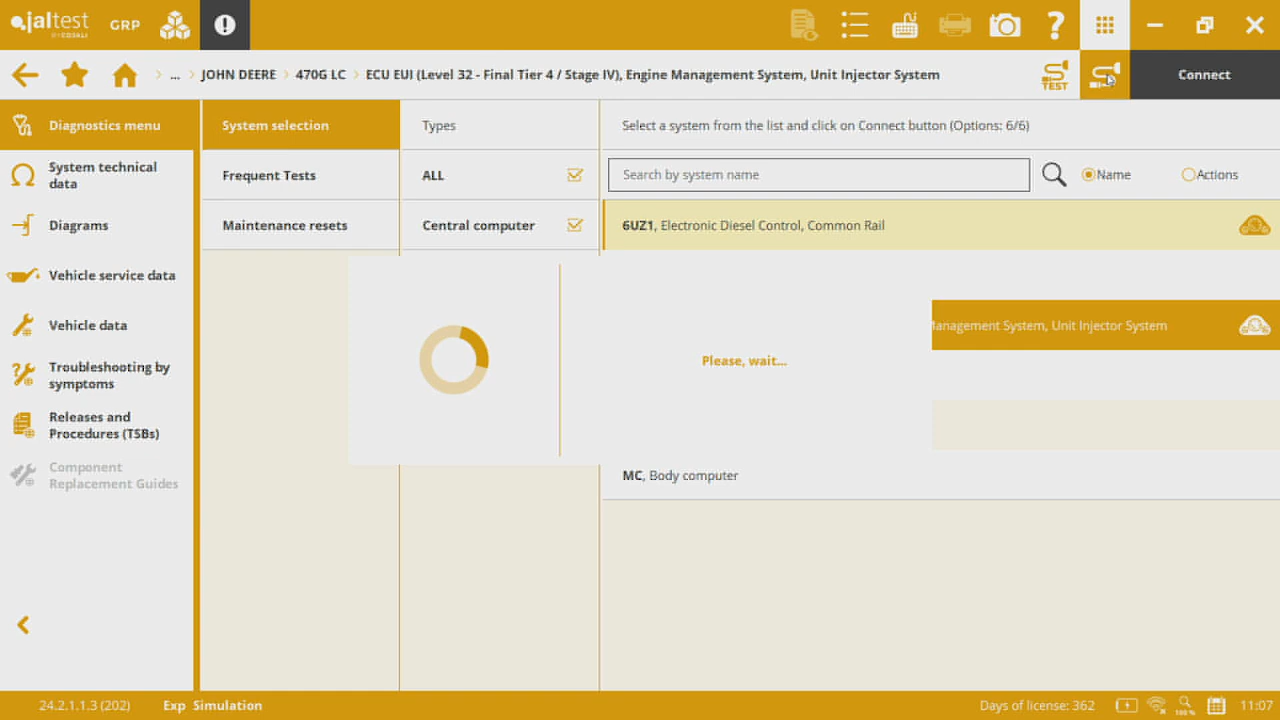 jaltest
BY COJALI
GRP
... JOHN DEERE 470G LC ECU EUI (Level 32 - Final Tier 4 / Stage IV), Engine Management System, Unit Injector System
TEST
Connect
Diagnostics menu
System technical
data
Diagrams
Vehicle service data
Vehicle data
Troubleshooting by
symptoms
Releases and
Procedures (TSBs)
Component
Replacement Guides
System selection
Frequent Tests
Maintenance resets
Types
ALL
Central computer
Select a system from the list and click on Connect button (Options: 6/6)
Search by system name
Name
Actions
6UZ1, Electronic Diesel Control, Common Rail
Management System, Unit Injector System
Please, wait...
MC, Body computer
24.2.1.1.3 (202)
Exp Simulation
Days of license: 362
100 %
11:07